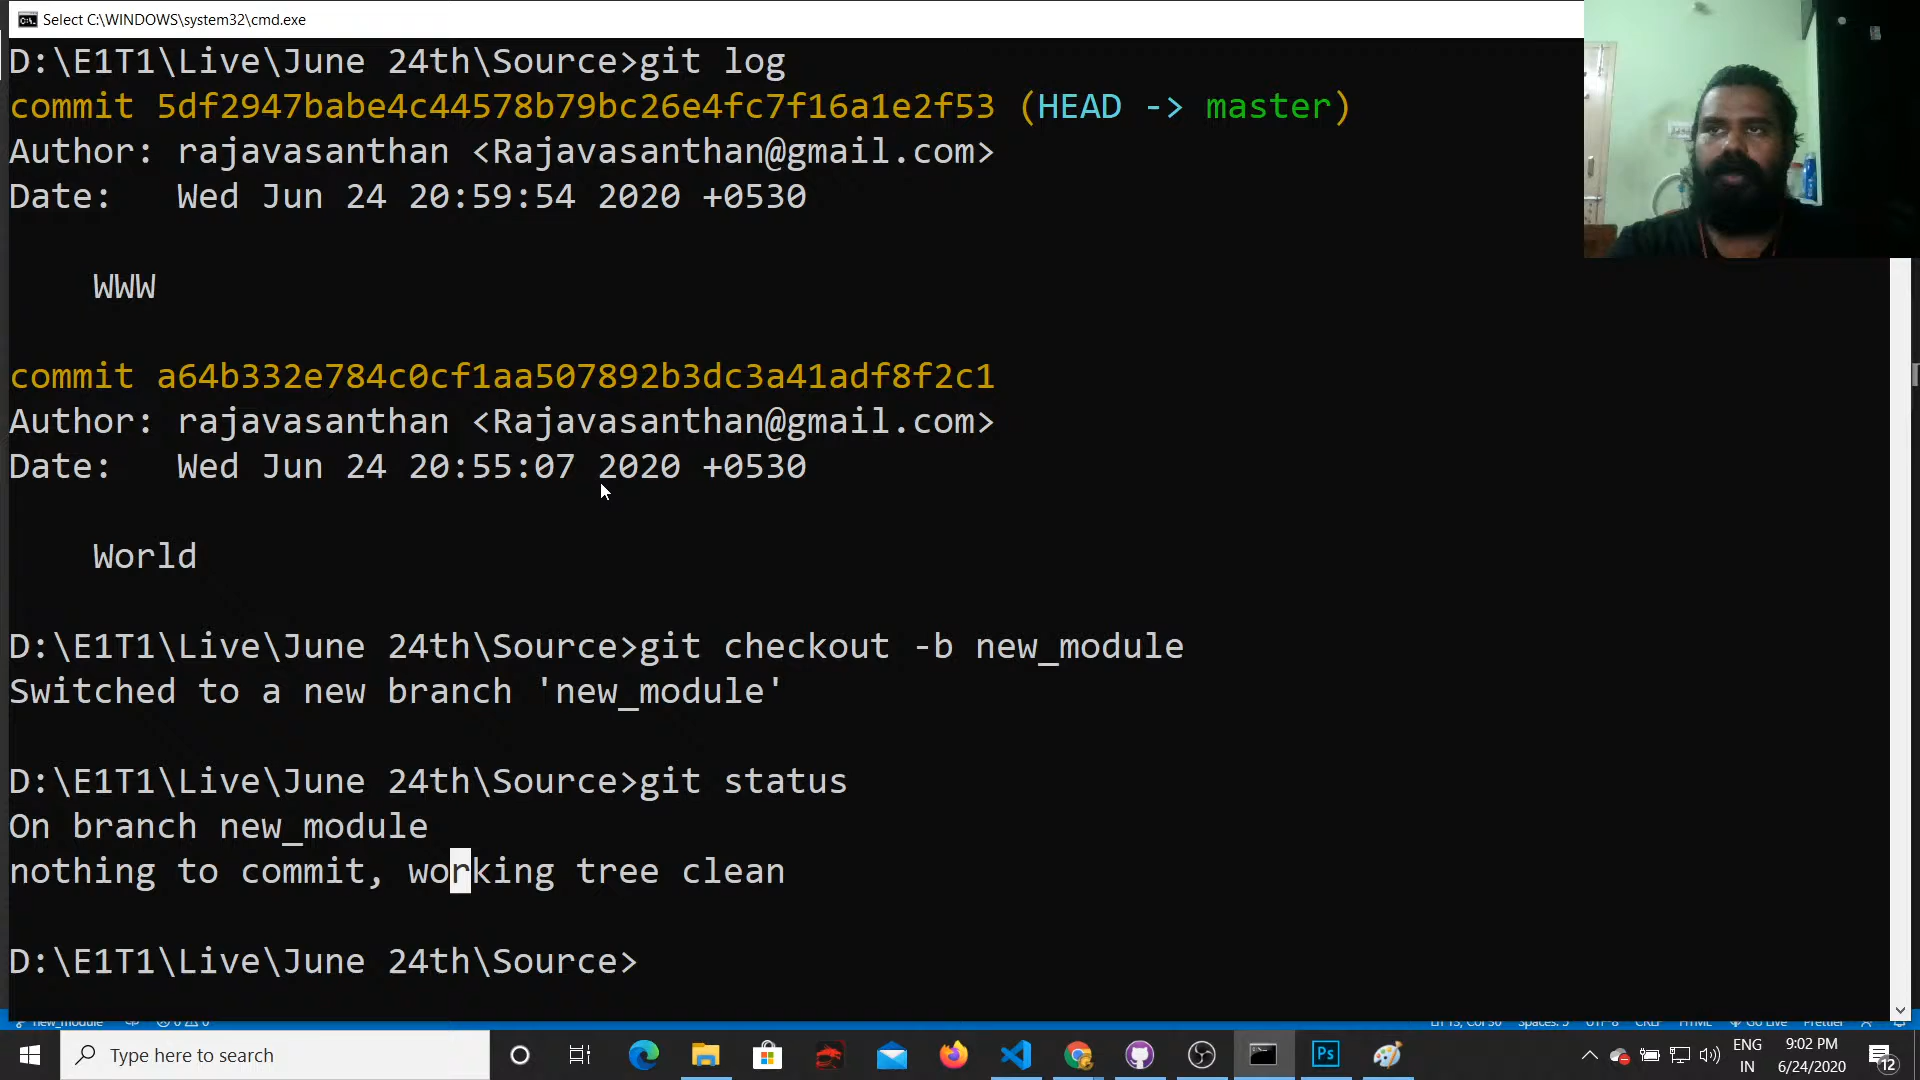 Select C:\WINDOWS\system32\cmd.exe
D:\E1T1\Live\June 24th\Source>git log
commit 5df2947babe4c44578b79bc26e4fc7f16a1e2f53 (HEAD -> master)
Author: rajavasanthan <Rajavasanthan@gmail.com>
Date:   Wed Jun 24 20:59:54 2020 +0530
WWW
commit a64b332e784c0cf1aa507892b3dc3a41adf8f2c1
Author: rajavasanthan <Rajavasanthan@gmail.com>
Date:   Wed Jun 24 20:55:07 2020 +0530
World
D:\E1T1\Live\June 24th\Source>git checkout -b new_module
Switched to a new branch 'new_module'
D:\E1T1\Live\June 24th\Source>git status
On branch new_module
nothing to commit, working tree clean
D:\E1T1\Live\June 24th\Source>
new_module
Type here to search
Ps
ENG
IN
9:02 PM
6/24/2020
12